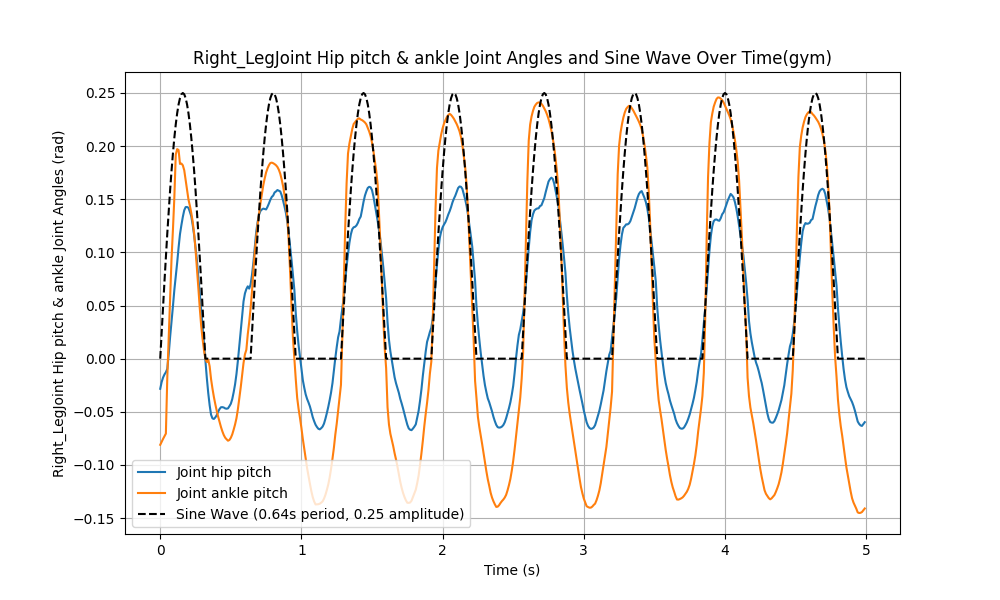 Right_LegJoint Hip pitch & ankle Joint Angles and Sine Wave Over Time(gym)
Right_LegJoint Hip pitch & ankle Joint Angles (rad)
0.25
0.20
0.15
0.10
0.05
0.00
−0.05
−0.10
−0.15
Joint hip pitch
Joint ankle pitch
Sine Wave (0.64s period, 0.25 amplitude)
0 1 2 3 4 5
Time (s)